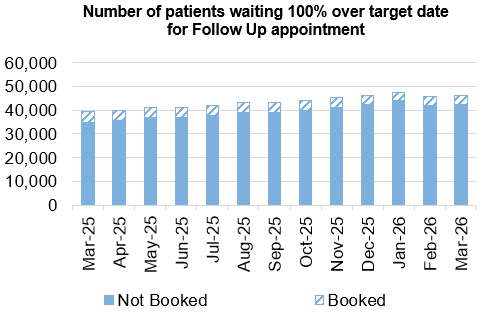 Number of patients waiting 100% over target date
for Follow Up appointment
60,000
50,000
40,000
30,000
20,000
10,000
0
Mar-25
Apr-25
May-25
Jun-25
Jul-25
Aug-25
Sep-25
Oct-25
Nov-25
Dec-25
Jan-26
Feb-26
Mar-26
Not Booked
Booked